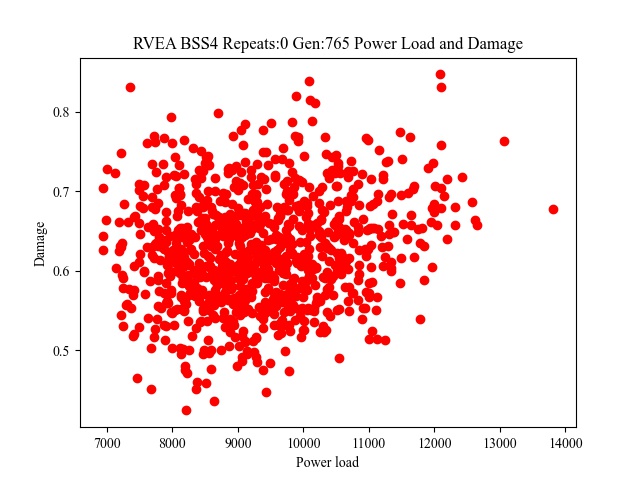 RVEA BSS4 Repeats:0 Gen:765 Power Load and Damage
0.8
0.7
0.6
0.5
Damage
7000 8000 9000 10000 11000 12000 13000 14000
Power load